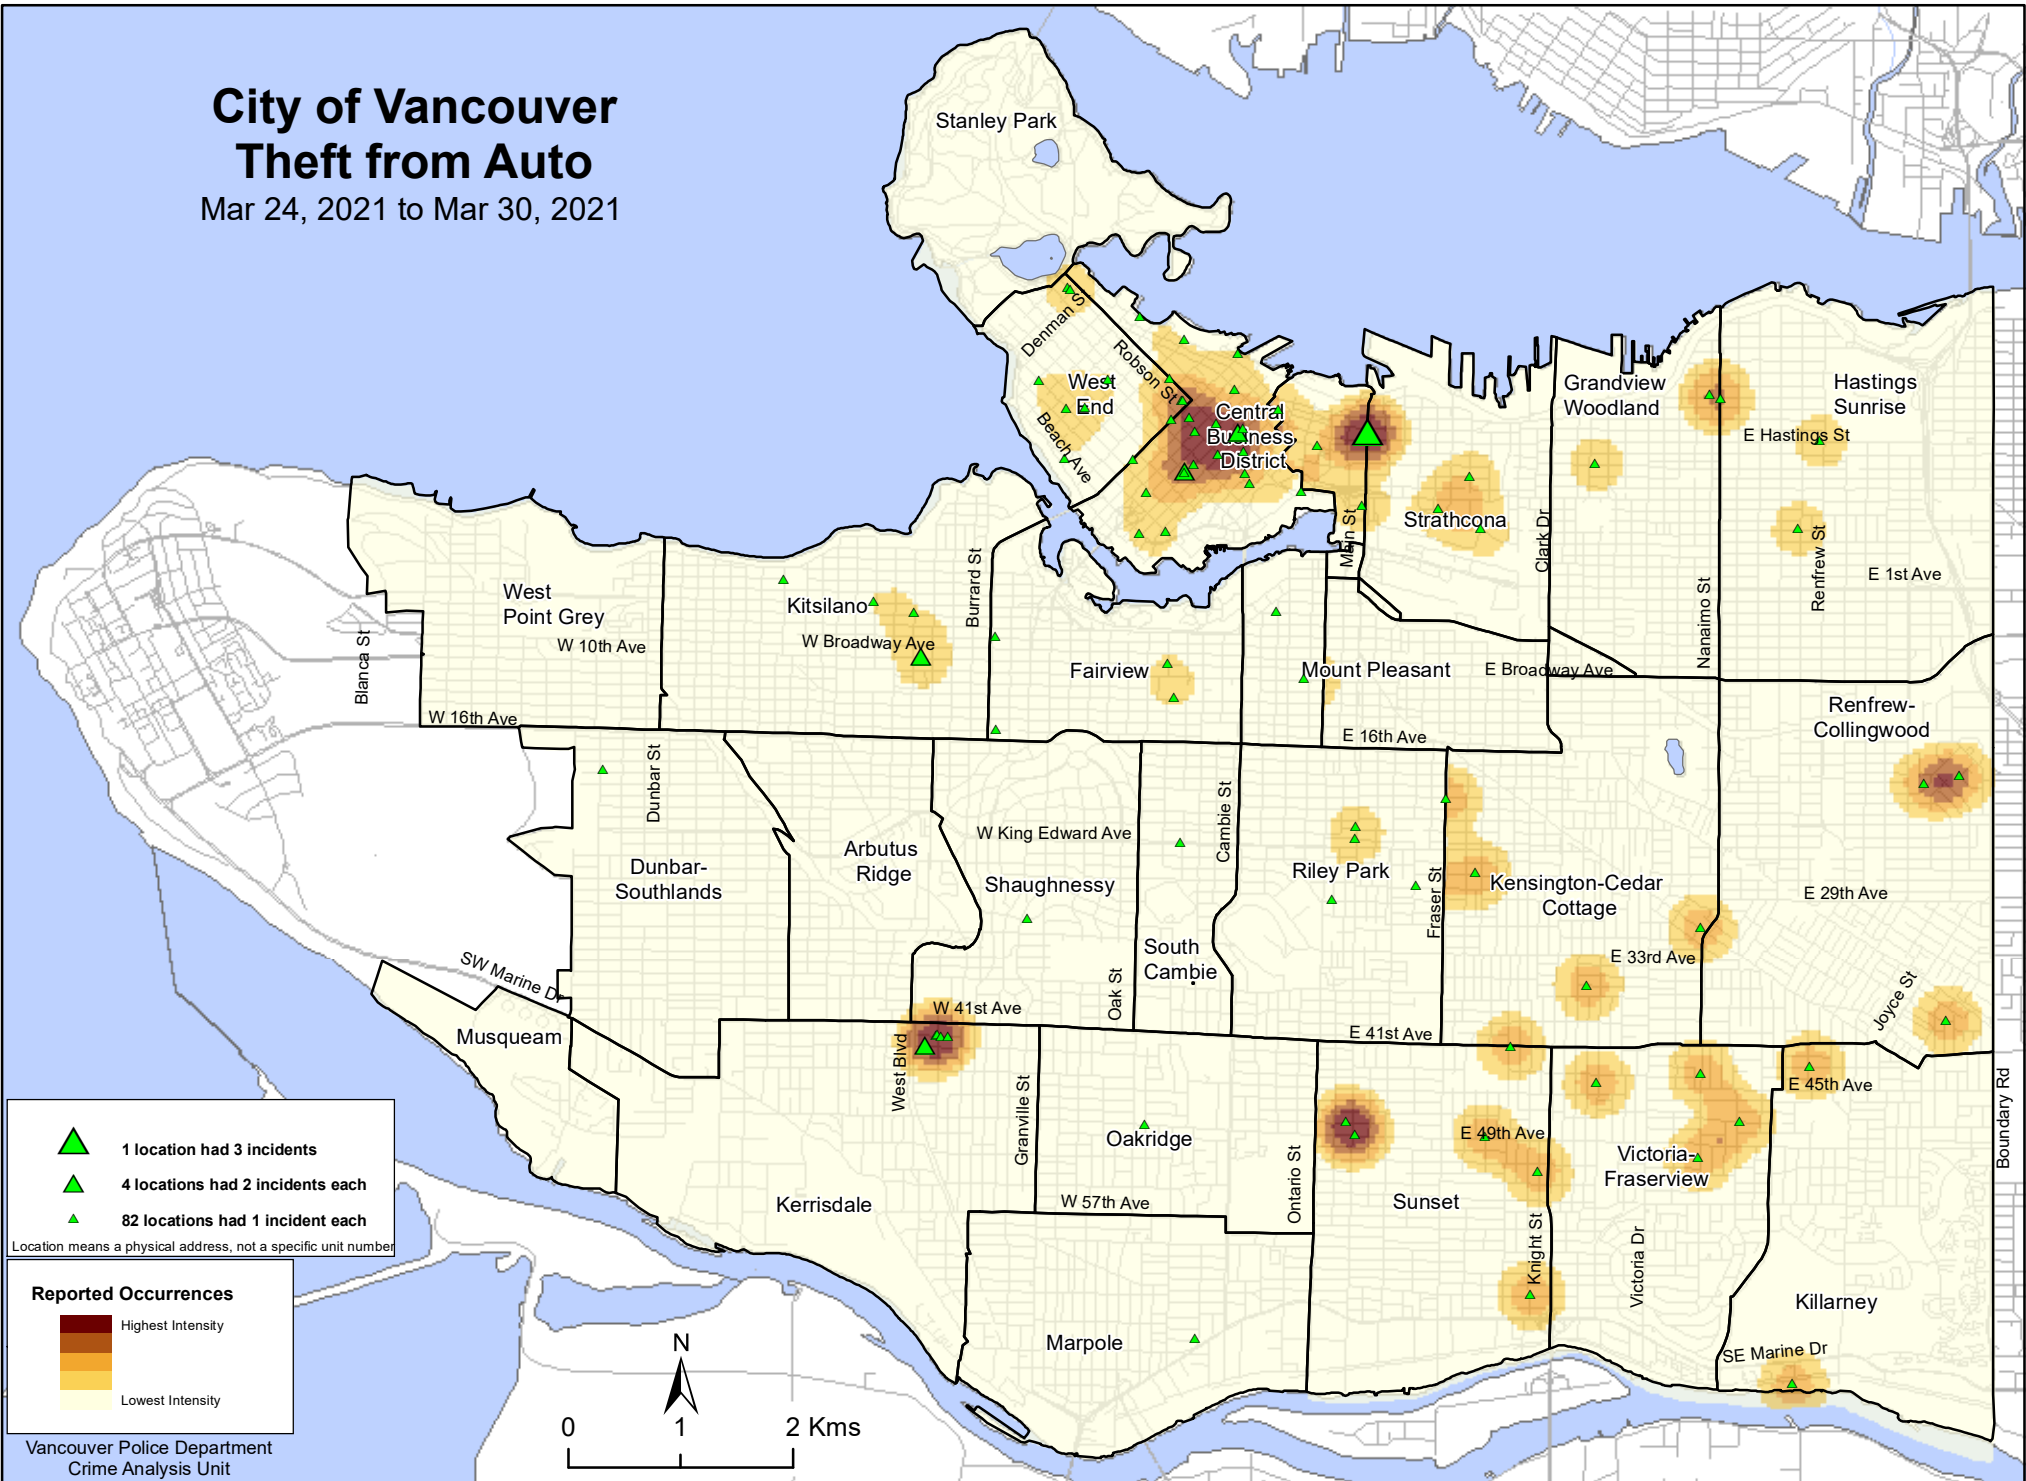 City of Vancouver
Theft from Auto
Mar 24, 2021 to Mar 30, 2021
Stanley Park
Denman St
Robson St
West
End
Beach Ave
Central
Business
District
Grandview
Woodland
Hastings
Sunrise
E Hastings St
Strathcona
Main St
Clark Dr
Nanaimo St
Renfrew St
E 1st Ave
West
Point Grey
W 10th Ave
Blanca St
W 16th Ave
Kitsilano
W Broadway Ave
Burrard St
Fairview
Mount Pleasant
E Broadway Ave
E 16th Ave
Renfrew-
Collingwood
Dunbar St
Dunbar-
Southlands
Arbutus
Ridge
W King Edward Ave
Shaughnessy
Cambie St
South
Cambie
Oak St
Riley Park
Fraser St
Kensington-Cedar
Cottage
E 29th Ave
E 33rd Ave
Joyce St
SW Marine Dr
Musqueam
W 41st Ave
E 41st Ave
West Blvd
Granville St
Oakridge
W 57th Ave
Ontario St
Kerrisdale
E 45th Ave
E 49th Ave
Boundary Rd
Sunset
Victoria-
Fraserview
Knight St
Victoria Dr
Killarney
SE Marine Dr
Marpole
1 location had 3 incidents
4 locations had 2 incidents each
82 locations had 1 incident each
Location means a physical address, not a specific unit number
Reported Occurrences
Highest Intensity
Lowest Intensity
Vancouver Police Department
Crime Analysis Unit
N
0 1 2 Kms